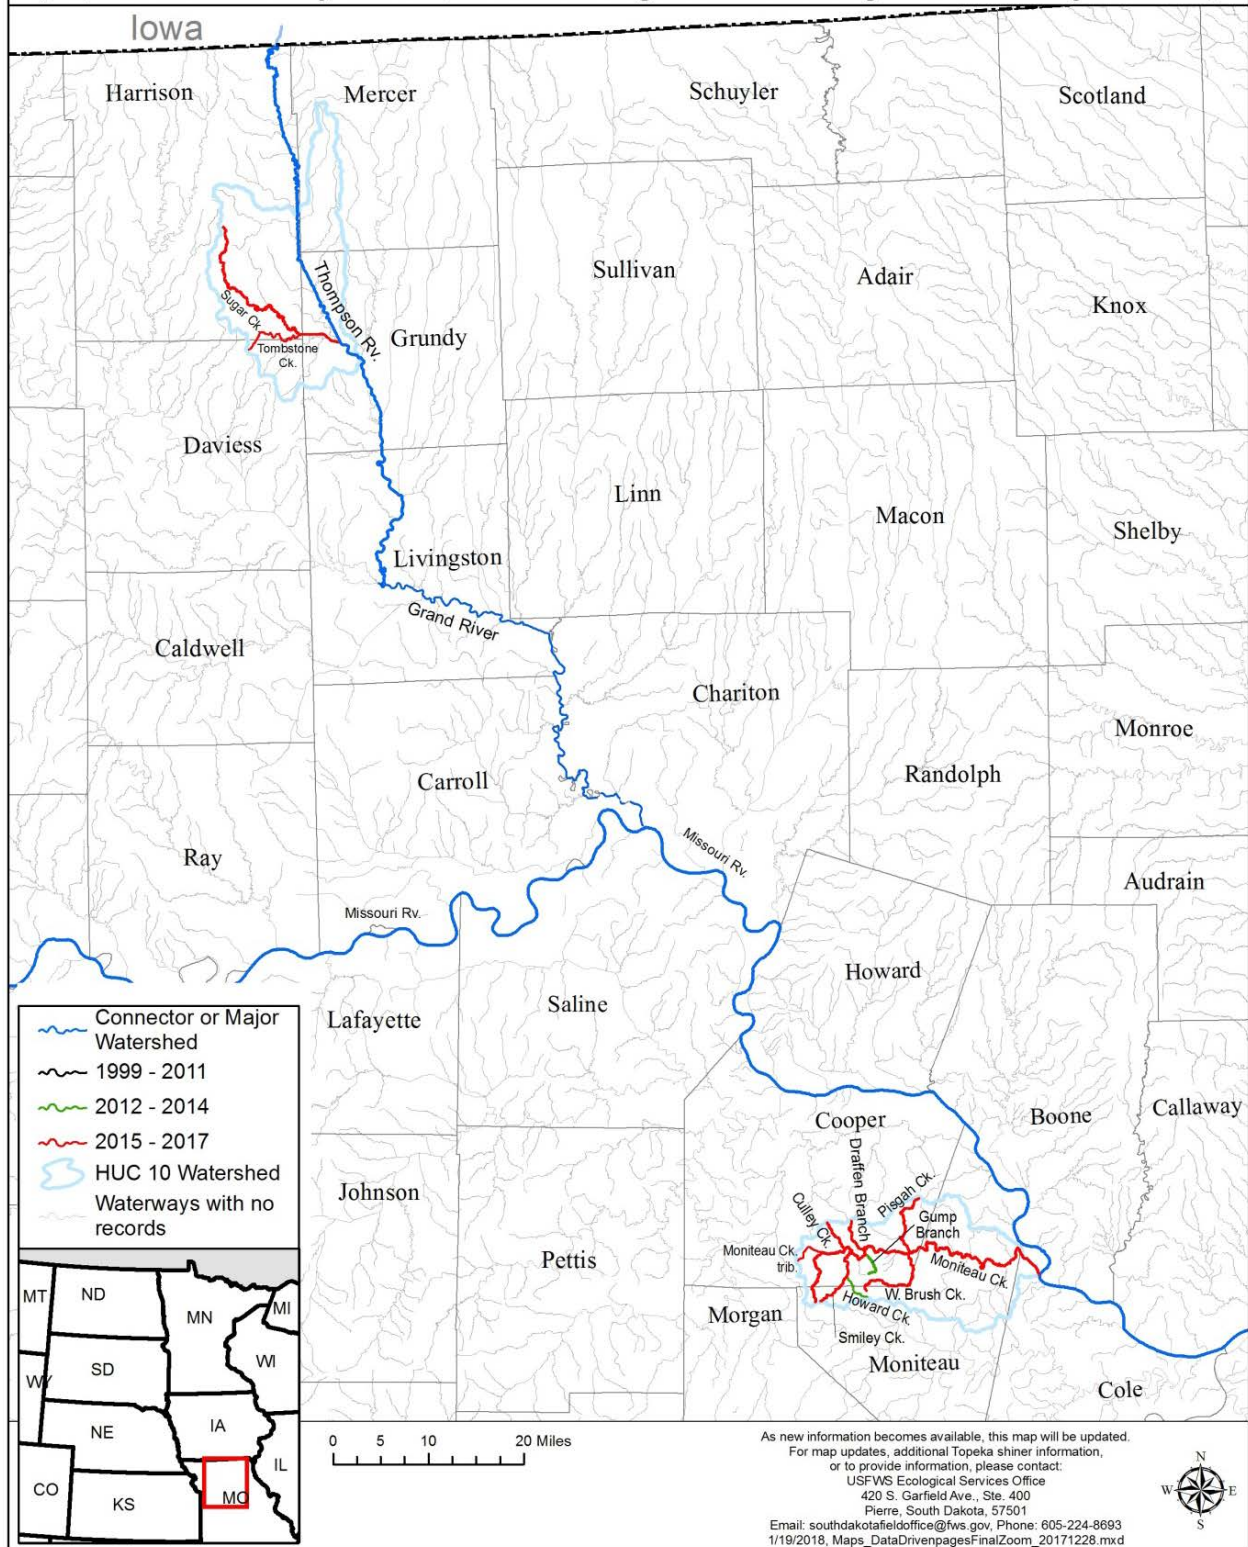 Iowa
Harrison
Mercer
Schuyler
Scotland
Sullivan
Adair
Knox
Thompson Rv.
Sugar Ck.
Tombstone
Ck.
Grundy
Daviess
Linn
Macon
Shelby
Livingston
Grand River
Caldwell
Chariton
Monroe
Carroll
Randolph
Ray
Missouri Rv.
Audrain
Missouri Rv.
Howard
Saline
Lafayette
Connector or Major
Watershed
1999 - 2011
2012 - 2014
2015 - 2017
HUC 10 Watershed
Waterways with no
records
Cooper
Boone
Callaway
Johnson
Pettis
Draffen Branch
Culley Ck.
Pisgah Ck.
Gump
Branch
Moniteau Ck.
trib.
Moniteau Ck.
W. Brush Ck.
Howard Ck.
Smiley Ck.
Morgan
Moniteau
Cole
MT
ND
MN
MI
WI
SD
WY
NE
IA
IL
CO
KS
MO
0 5 10 20 Miles
As new information becomes available, this map will be updated.
For map updates, additional Topeka shiner information,
or to provide information, please contact:
USFWS Ecological Services Office
420 S. Garfield Ave., Ste. 400
Pierre, South Dakota, 57501
Email: southdakotafieldoffice@fws.gov, Phone: 605-224-8693
1/19/2018, Maps_DataDrivenpagesFinalZoom_20171228.mxd
N
W E
S